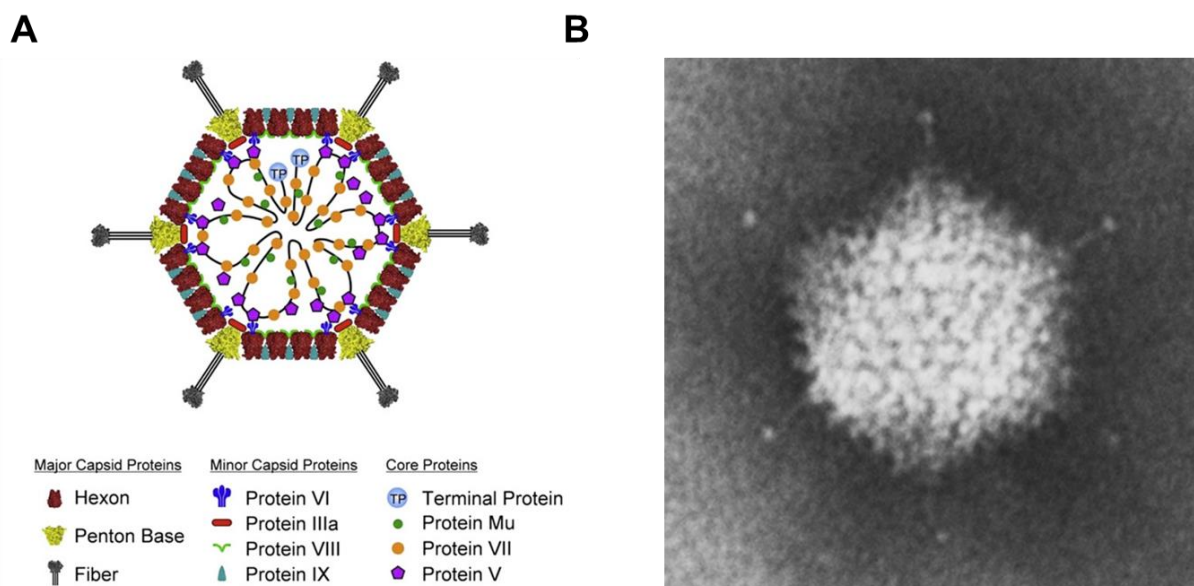 A
B
TP TP
Major Capsid Proteins
Hexon
Penton Base
Fiber
Minor Capsid Proteins
Protein VI
Protein IIIa
Protein VIII
Protein IX
Core Proteins
TP Terminal Protein
Protein Mu
Protein VII
Protein V